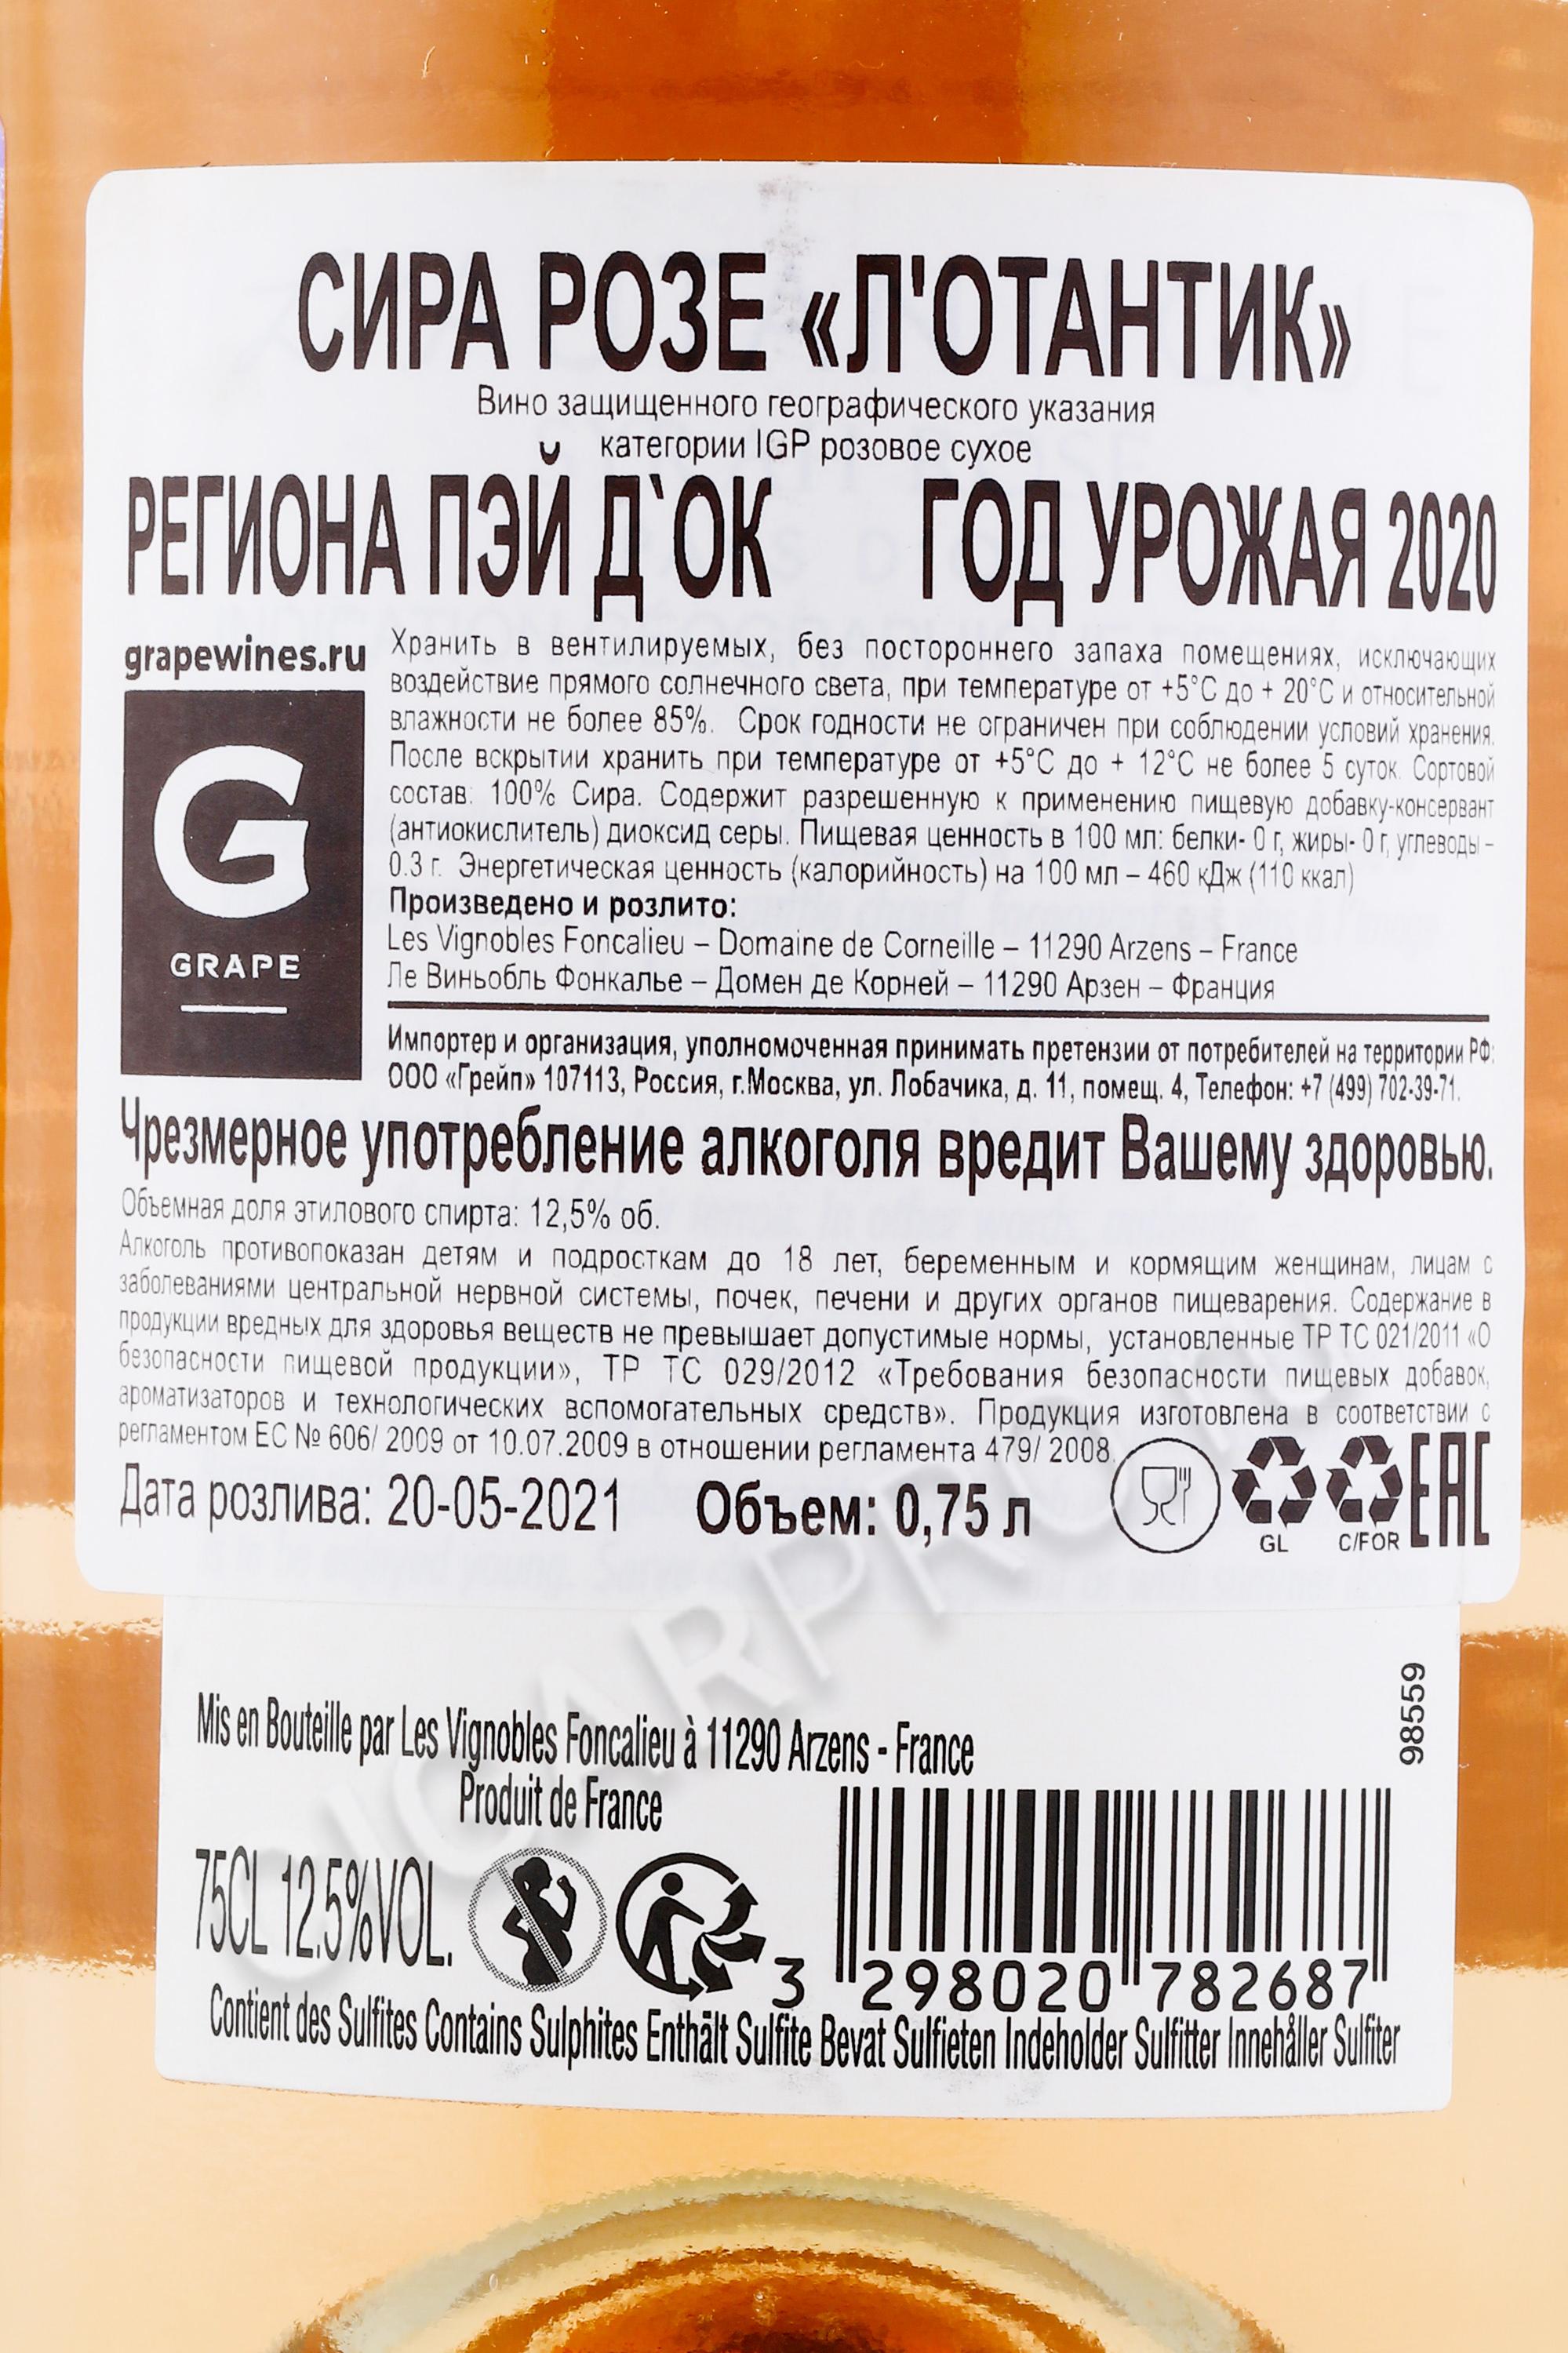 СИРА РОЗЕ «Л'ОТАНТИК»
Вино защищенного географического указания
категории IGP розовое сухое
РЕГИОНА ПЭЙ Д`ОК ГОД УРОЖАЯ 2020
grapewines.ru
G
GRAPE
Хранить в вентилируемых, без постороннего запаха помещениях, исключающих
воздействие прямого солнечного света, при температуре от +5°С до + 20°С и относительной
влажности не более 85%. Срок годности не ограничен при соблюдении условий хранения.
После вскрытии хранить при температуре от +5°С до + 12°С не более 5 суток. Сортовой
состав: 100% Сира. Содержит разрешенную к применению пищевую добавку-консервант
(антиокислитель) диоксид серы. Пищевая ценность в 100 мл: белки- 0 г, жиры- 0 г, углеводы –
0.3 г. Энергетическая ценность (калорийность) на 100 мл – 460 кДж (110 ккал)
Произведено и розлито:
Les Vignobles Foncalieu – Domaine de Corneille – 11290 Arzens – France
Ле Виньобль Фонкалье – Домен де Корней – 11290 Арзен – Франция
Импортер и организация, уполномоченная принимать претензии от потребителей на территории РФ:
ООО «Грейп» 107113, Россия, г.Москва, ул. Лобачика, д. 11, помещ. 4, Телефон: +7 (499) 702-39-71.
Чрезмерное употребление алкоголя вредит Вашему здоровью.
Объемная доля этилового спирта: 12,5% об.
Алкоголь противопоказан детям и подросткам до 18 лет, беременным и кормящим женщинам, лицам с
заболеваниями центральной нервной системы, почек, печени и других органов пищеварения. Содержание в
продукции вредных для здоровья веществ не превышает допустимые нормы, установленные ТР ТС 021/2011 «О
безопасности пищевой продукции», ТР ТС 029/2012 «Требования безопасности пищевых добавок,
ароматизаторов и технологических вспомогательных средств». Продукция изготовлена в соответствии с
регламентом ЕС № 606/ 2009 от 10.07.2009 в отношении регламента 479/ 2008.
Дата розлива: 20-05-2021 Объем: 0,75 л
GL C/FOR EAC
98559
Mis en Bouteille par Les Vignobles Foncalieu à 11290 Arzens - France
Produit de France
75CL 12.5%VOL.
3 298020 782687
Contient des Sulfites Contains Sulphites Enthält Sulfite Bevat Sulfieten Indeholder Sulfitter Innehåller Sulfiter
CIGARPRO.RU